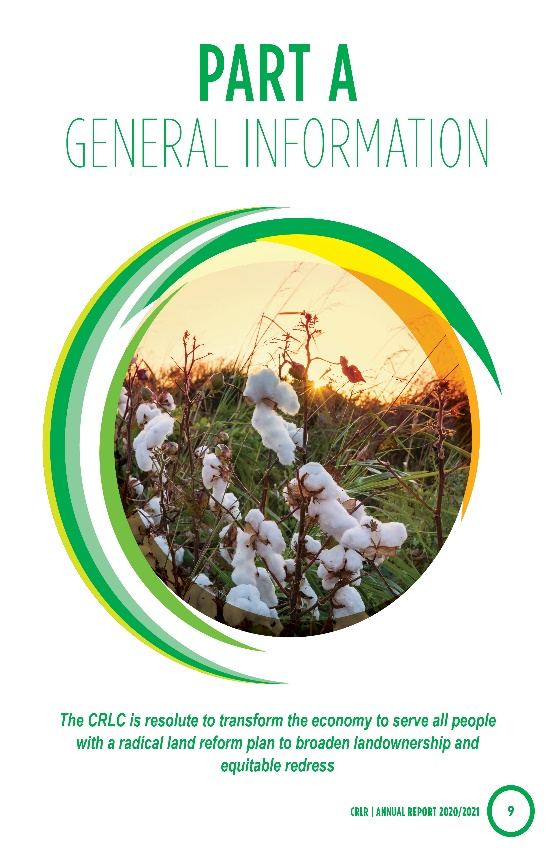 PART A
GENERAL INFORMATION
The CRLC is resolute to transform the economy to serve all people
with a radical land reform plan to broaden landownership and
equitable redress
CRLR | ANNUAL REPORT 2020/2021
9